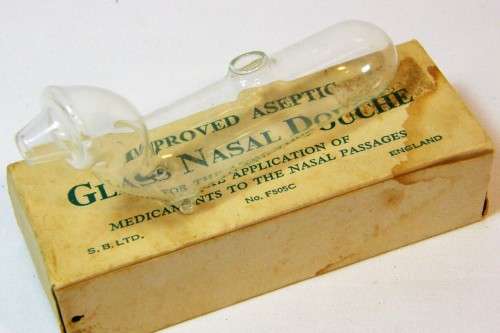 IMPROVED ASEPTIC
GLASS NASAL DOUCHE
FOR THE APPLICATION OF
MEDICAMENTS TO THE NASAL PASSAGES
S. B. LTD.
No. F505C
ENGLAND